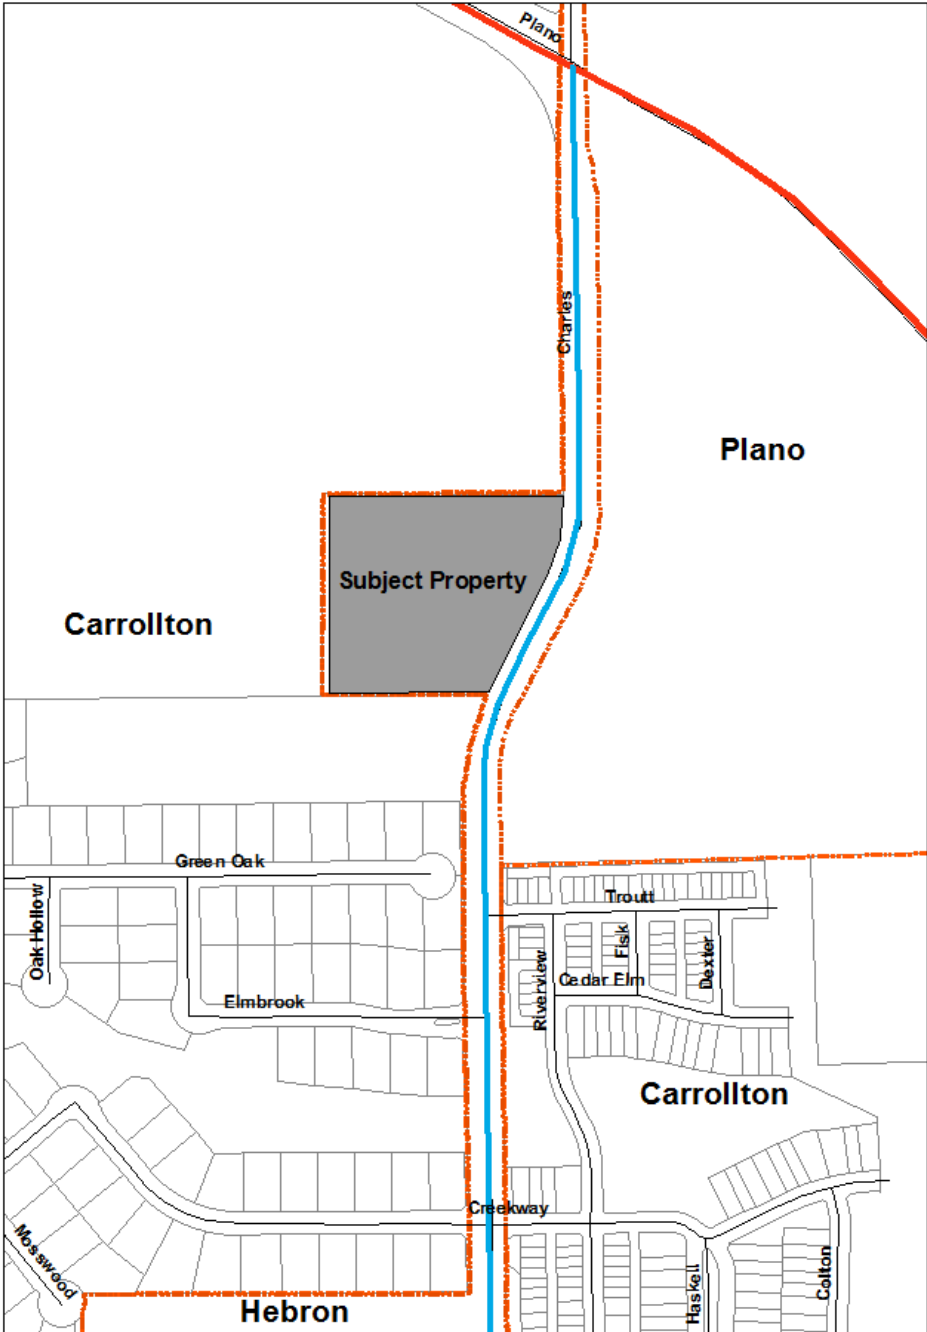 Plano
Charles
Plano
Subject Property
Carrollton
Green Oak
Troutt
Oak Hollow
Fisk
Dexter
Riverview
Cedar Elm
Elmbrook
Carrollton
Creekway
Mosswood
Haskell
Colton
Hebron